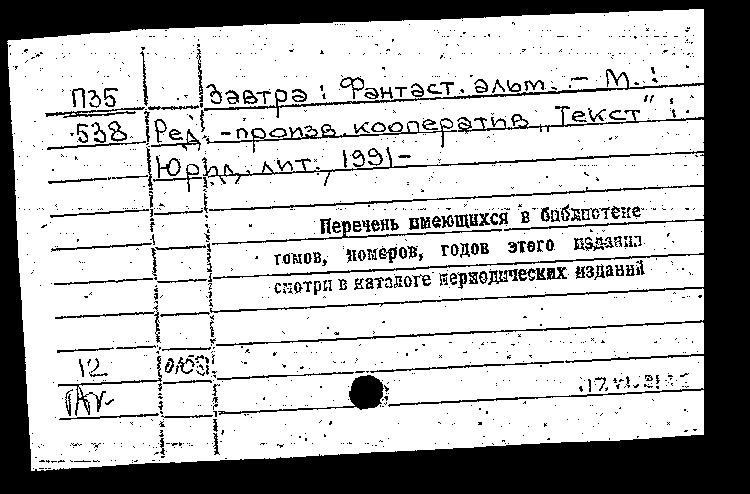 П35 Завтра : Фантаст. альм. – М. :
538 Ред.-произв. кооператив „Текст" :
Юрид. лит., 1991 –
Перечень имеющихся в библиотеке
томов, номеров, годов этого издания
смотри в каталоге периодических изданий
12